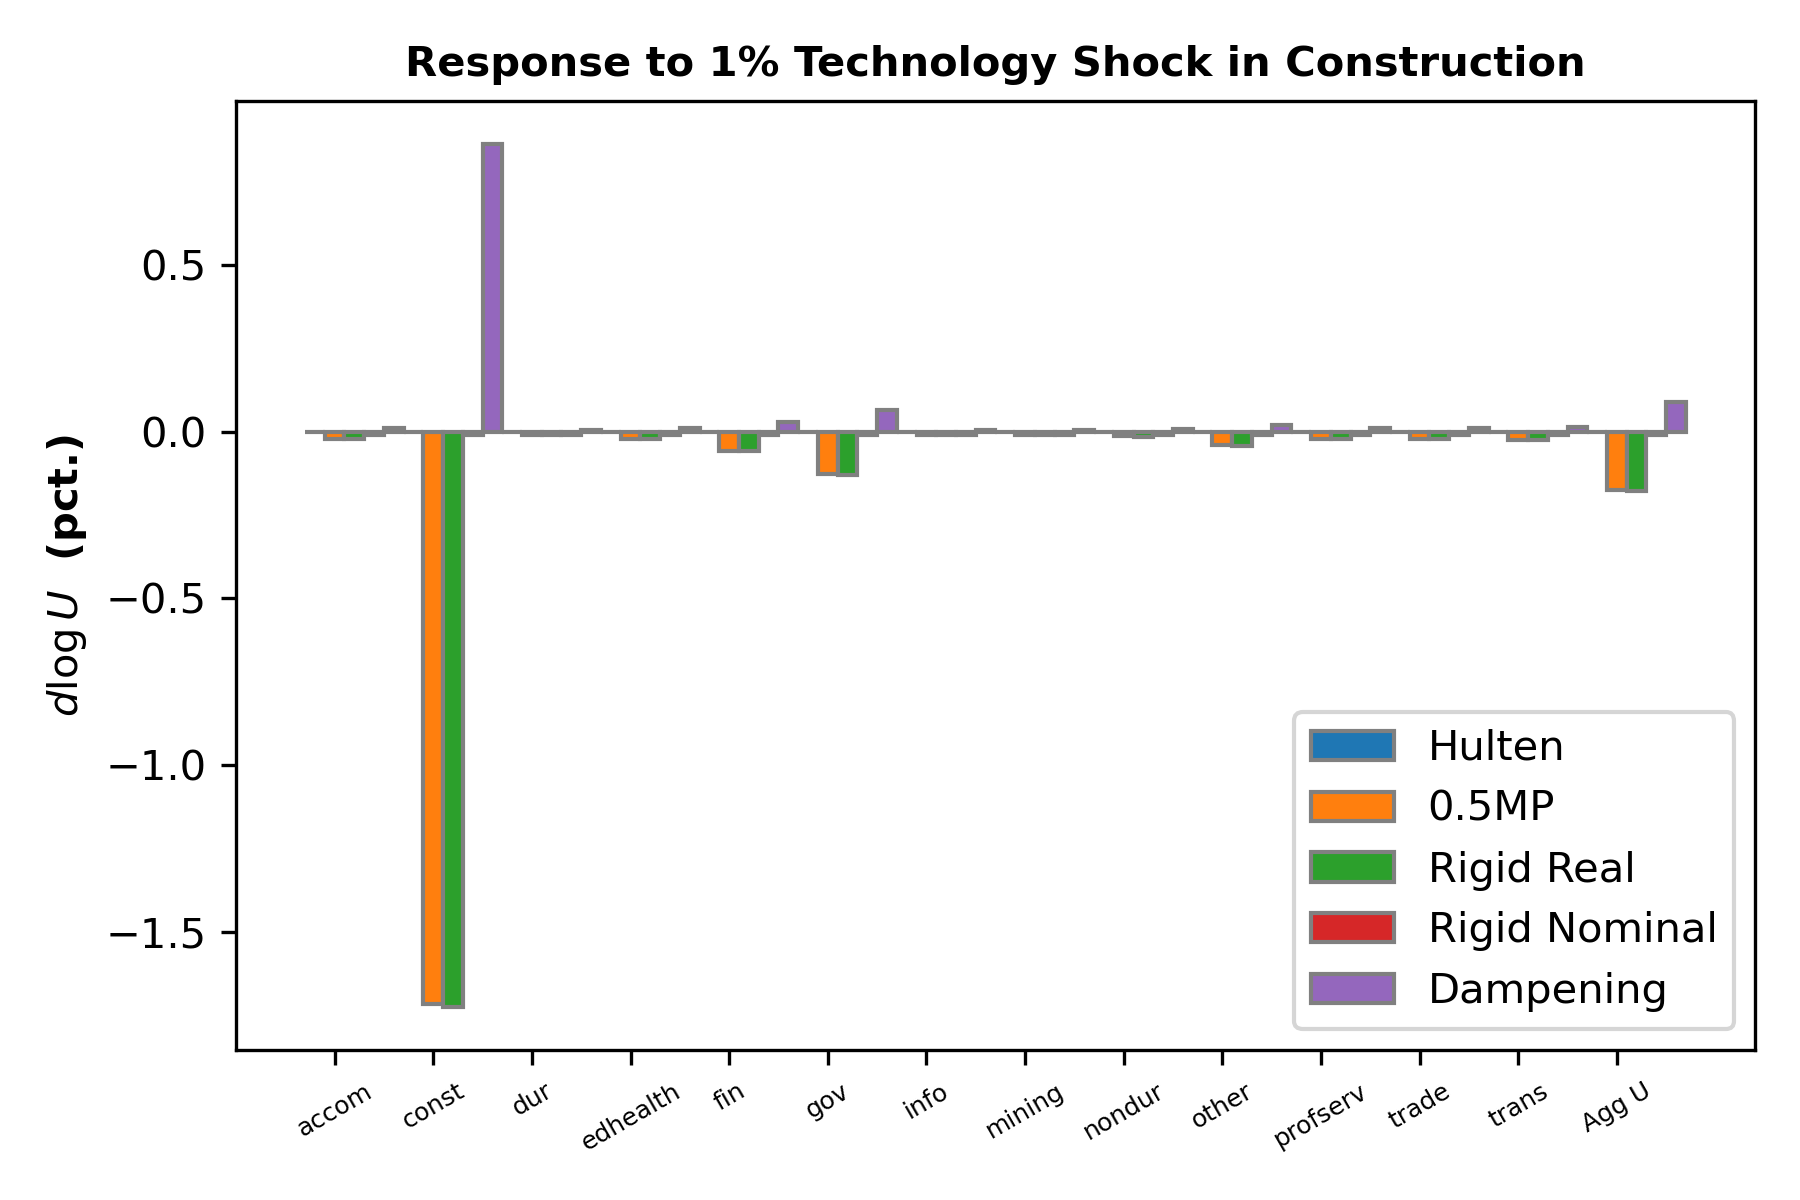 Response to 1% Technology Shock in Construction
dlog U (pct.)
0.5
0.0
−0.5
−1.0
−1.5
accom
const
dur
edhealth
fin
gov
info
mining
nondur
other
profserv
trade
trans
Agg U
Hulten
0.5MP
Rigid Real
Rigid Nominal
Dampening